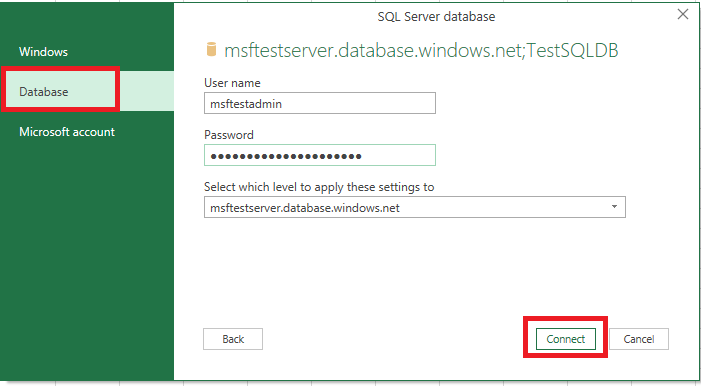 SQL Server database
Windows
Database
Microsoft account
msftestserver.database.windows.net;TestSQLDB
User name
msftestadmin
Password
●●●●●●●●●●●●●●●●●●●●●
Select which level to apply these settings to
msftestserver.database.windows.net
Back
Connect
Cancel